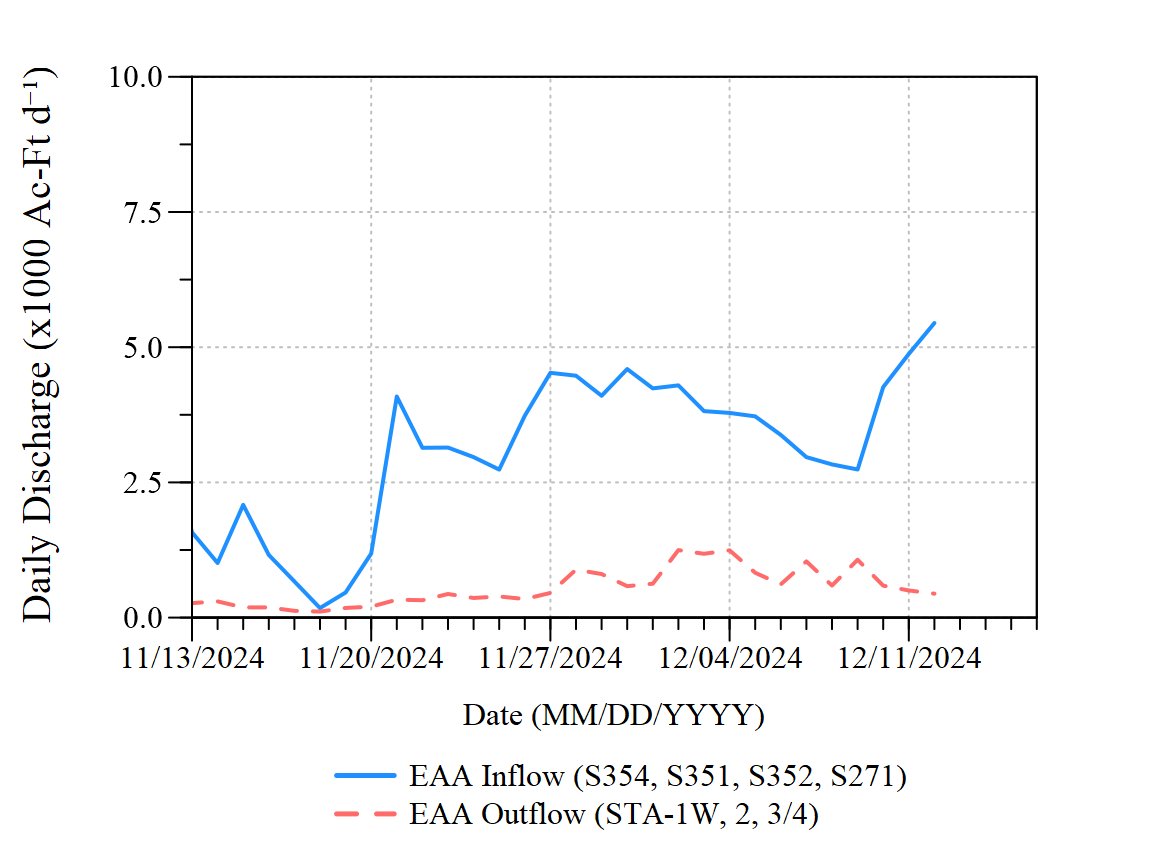 Daily Discharge (x1000 Ac-Ft d⁻¹)
10.0
7.5
5.0
2.5
0.0
11/13/2024 11/20/2024 11/27/2024 12/04/2024 12/11/2024
Date (MM/DD/YYYY)
EAA Inflow (S354, S351, S352, S271)
EAA Outflow (STA-1W, 2, 3/4)